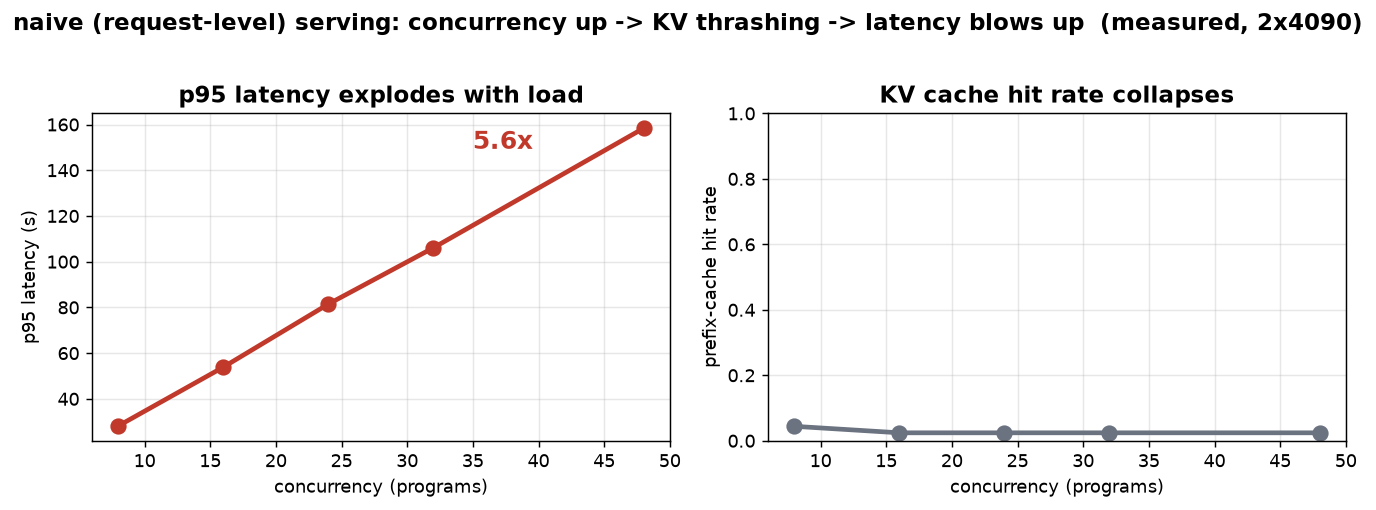 naive (request-level) serving: concurrency up -> KV thrashing -> latency blows up  (measured, 2x4090)
p95 latency explodes with load
160
140
120
100
80
60
40
p95 latency (s)
5.6x
10 15 20 25 30 35 40 45 50
concurrency (programs)
KV cache hit rate collapses
1.0
0.8
0.6
0.4
0.2
0.0
prefix-cache hit rate
10 15 20 25 30 35 40 45 50
concurrency (programs)